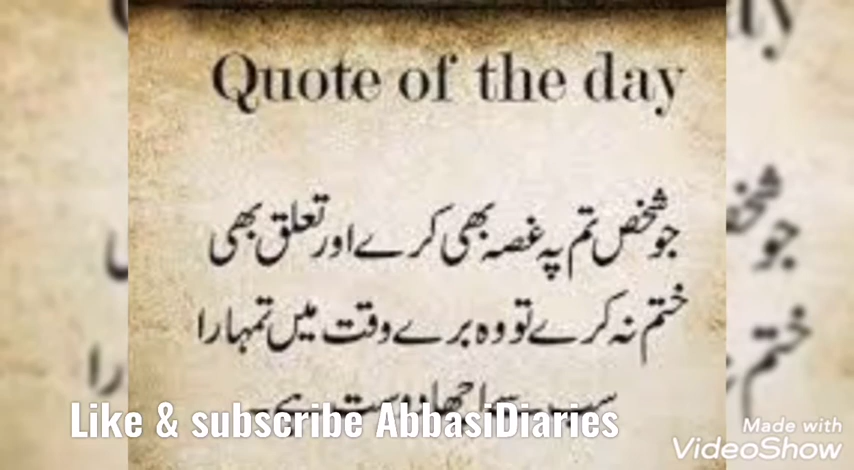 Quote of the day
جو شخص تم پہ غصہ بھی کرے اور تعلق بھی
ختم نہ کرے تو وہ برے وقت میں تمہارا
Like & subscribe AbbasiDiaries
Made with
VideoShow